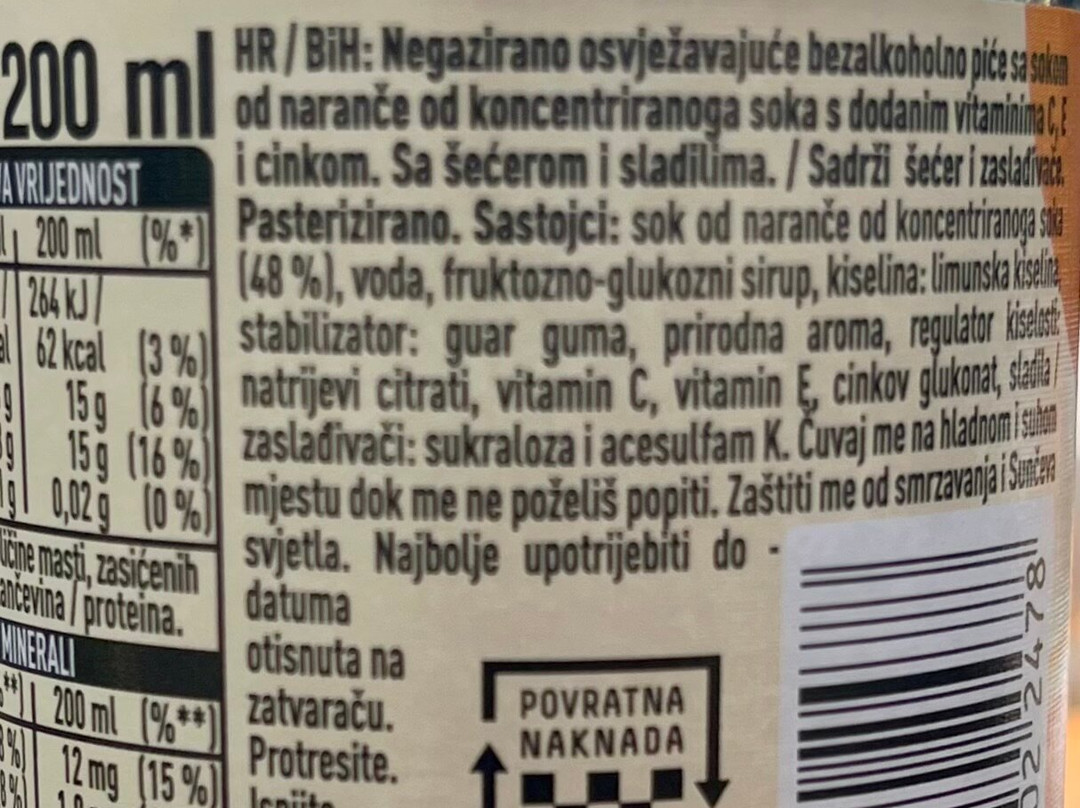 200 ml
A VRIJEDNOST
200 ml (%*)
264 kJ /
62 kcal (3 %)
15 g (6 %)
15 g (16 %)
0,02 g (0 %)
masti, zasićenih
proteina.
MINERALI
200 ml (%**)
12 mg (15 %)
HR / BiH: Negazirano osvježavajuće bezalkoholno piće sa sokom
od naranče od koncentriranoga soka s dodanim vitaminima C, E
i cinkom. Sa šećerom i sladilima. / Sadrži šećer i zaslađivače.
Pasterizirano. Sastojci: sok od naranče od koncentriranoga soka
(48 %), voda, fruktozno-glukozni sirup, kiselina: limunska kiselina,
stabilizator: guar guma, prirodna aroma, regulator kiselosti:
natrijevi citrati, vitamin C, vitamin E, cinkov glukonat, sladila /
zaslađivači: sukraloza i acesulfam K. Čuvaj me na hladnom i suhom
mjestu dok me ne poželiš popiti. Zaštiti me od smrzavanja i Sunčeva
svjetla. Najbolje upotrijebiti do -
datuma
otisnuta na
zatvaraču.
Protresite.
POVRATNA
NAKNADA
02112478